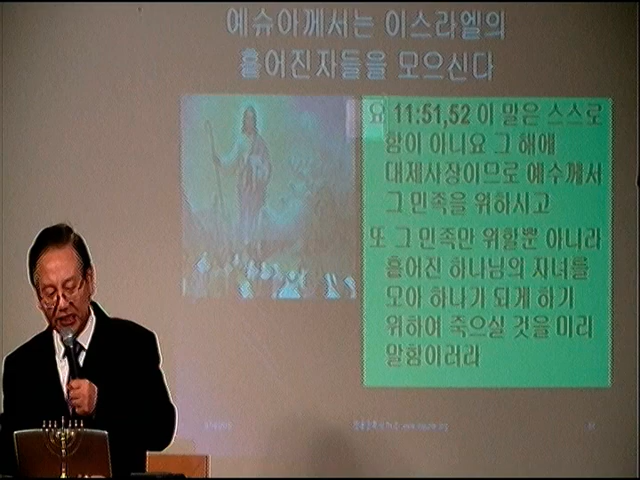 예슈아께서는 이스라엘의
흩어진자들을 모으신다
요 11:51,52 이 말은 스스로
함이 아니요 그 해에
대제사장이므로 예수께서
그 민족을 위하시고
또 그 민족만 위할뿐 아니라
흩어진 하나님의 자녀를
모아 하나가 되게 하기
위하여 죽으실 것을 미리
말함이러라